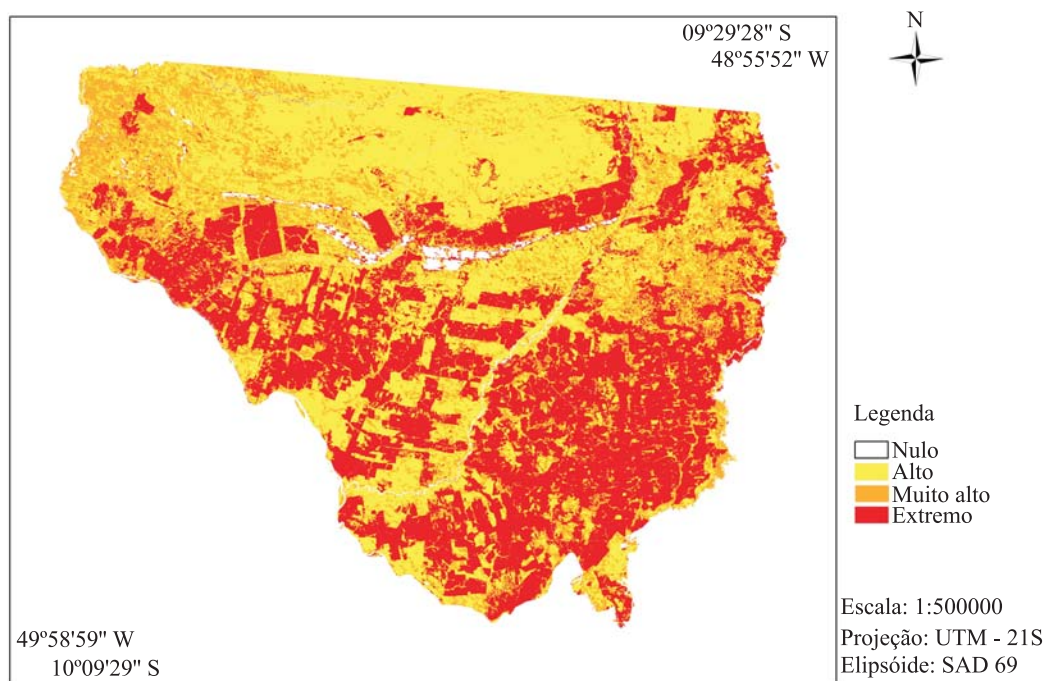 09º29'28" S
48º55'52" W
N
Legenda
Nulo
Alto
Muito alto
Extremo
Escala: 1:500000
Projeção: UTM - 21S
Elipsóide: SAD 69
49º58'59" W
10º09'29" S